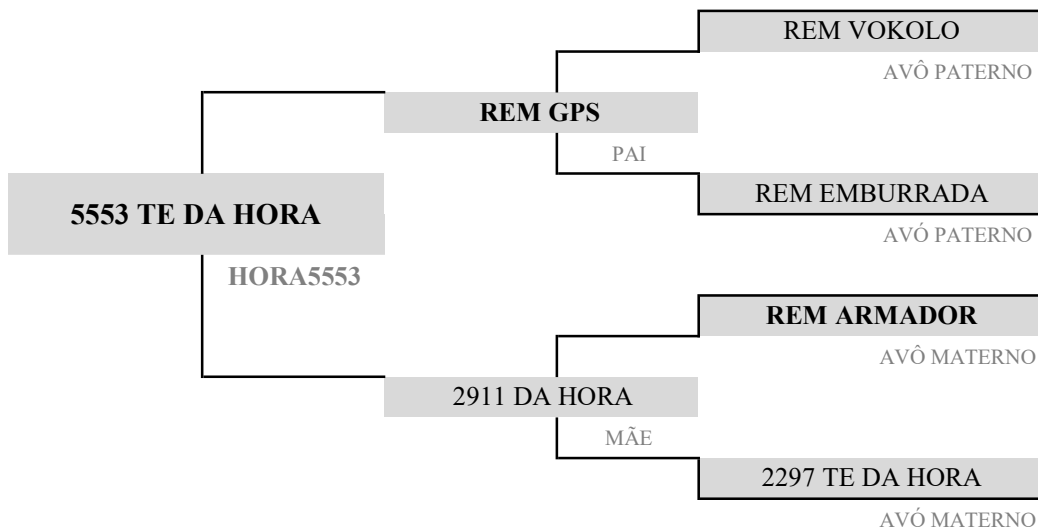 REM VOKOLO
AVÔ PATERNO
REM GPS
PAI
REM EMBURRADA
AVÓ PATERNO
5553 TE DA HORA
HORA5553
REM ARMADOR
AVÔ MATERNO
2911 DA HORA
MÃE
2297 TE DA HORA
AVÓ MATERNO